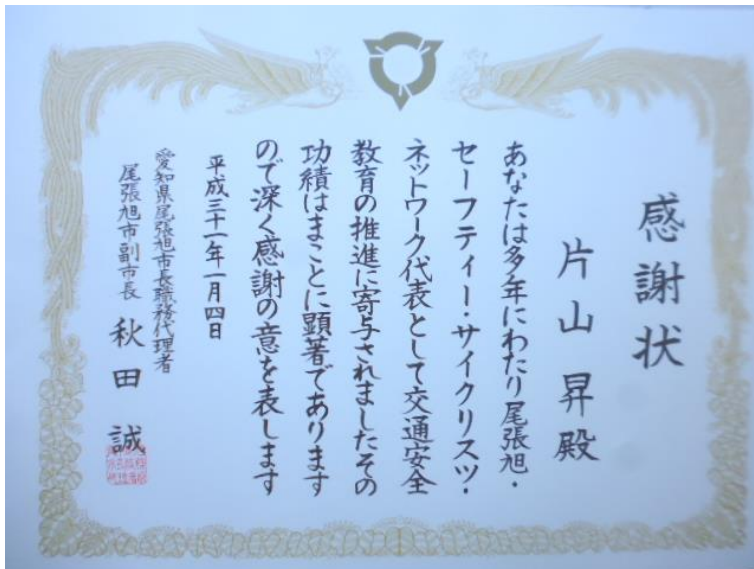 感謝状
片山昇殿
あなたは多年にわたり尾張旭・
セーフティー・サイクリスツ・
ネットワーク代表として交通安全
教育の推進に寄与されましたその
功績はまことに顕著であります
ので深く感謝の意を表します
平成三十一年一月四日
愛知県尾張旭市長職務代理者
尾張旭市副市長 秋田誠